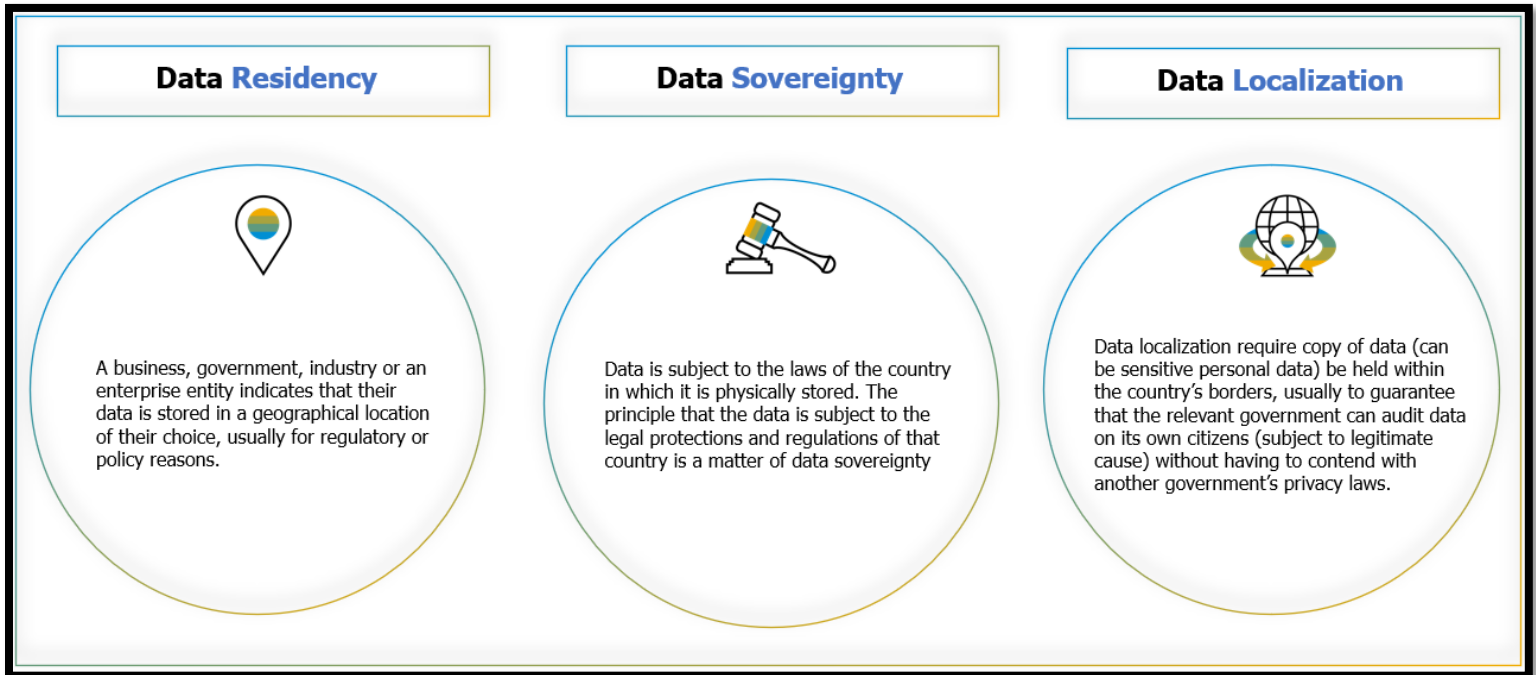 Data Residency
A business, government, industry or an
enterprise entity indicates that their
data is stored in a geographical location
of their choice, usually for regulatory or
policy reasons.
Data Sovereignty
Data is subject to the laws of the country
in which it is physically stored. The
principle that the data is subject to the
legal protections and regulations of that
country is a matter of data sovereignty
Data Localization
Data localization require copy of data (can
be sensitive personal data) be held within
the country’s borders, usually to guarantee
that the relevant government can audit data
on its own citizens (subject to legitimate
cause) without having to contend with
another government’s privacy laws.